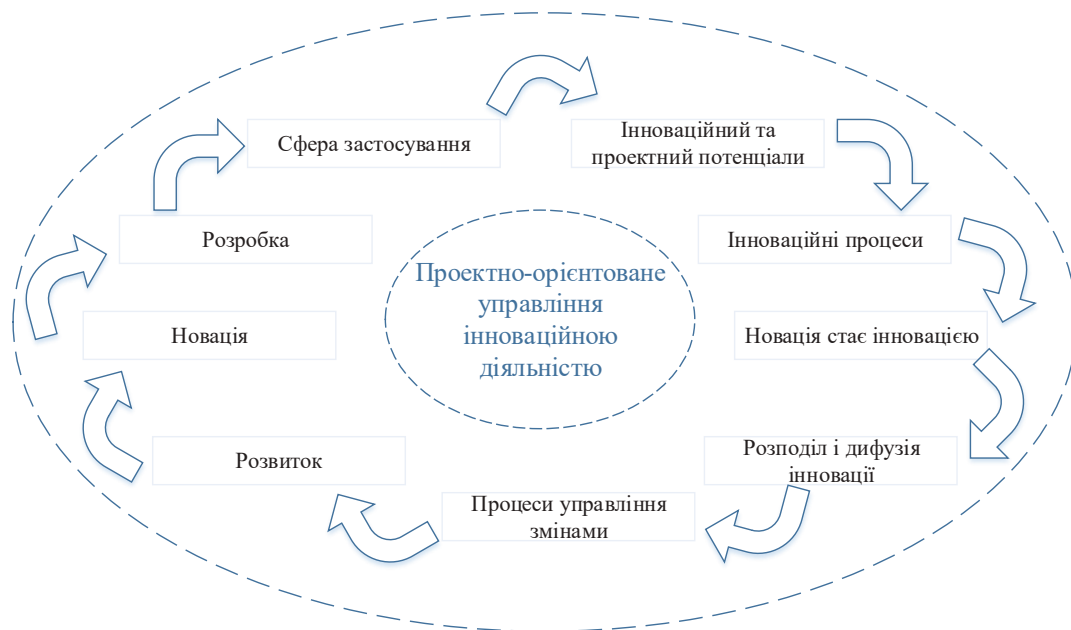 Сфера застосування
Інноваційний та
проектний потенціали
Розробка
Інноваційні процеси
Проектно-орієнтоване
управління
інноваційною
діяльністю
Новація
Новація стає інновацією
Розвиток
Розподіл і дифузія
інновації
Процеси управління
змінами